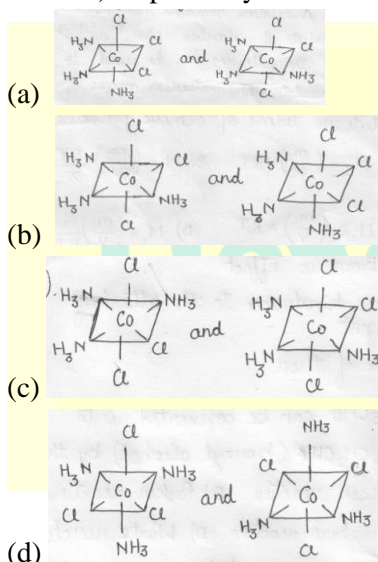 Cl
H3N Cl H3N Cl
Co and Co
H3N Cl H3N Cl
(a) NH3
Cl Cl
H3N Cl H3N Cl
Co and Co
H3N NH3 H3N Cl
(b) Cl NH3
Cl Cl
H3N NH3 H3N Cl
Co and Co
H3N Cl H3N NH3
(c) Cl Cl
Cl NH3
H3N NH3 Cl Cl
Co and Co
Cl Cl H3N NH3
(d) NH3 Cl